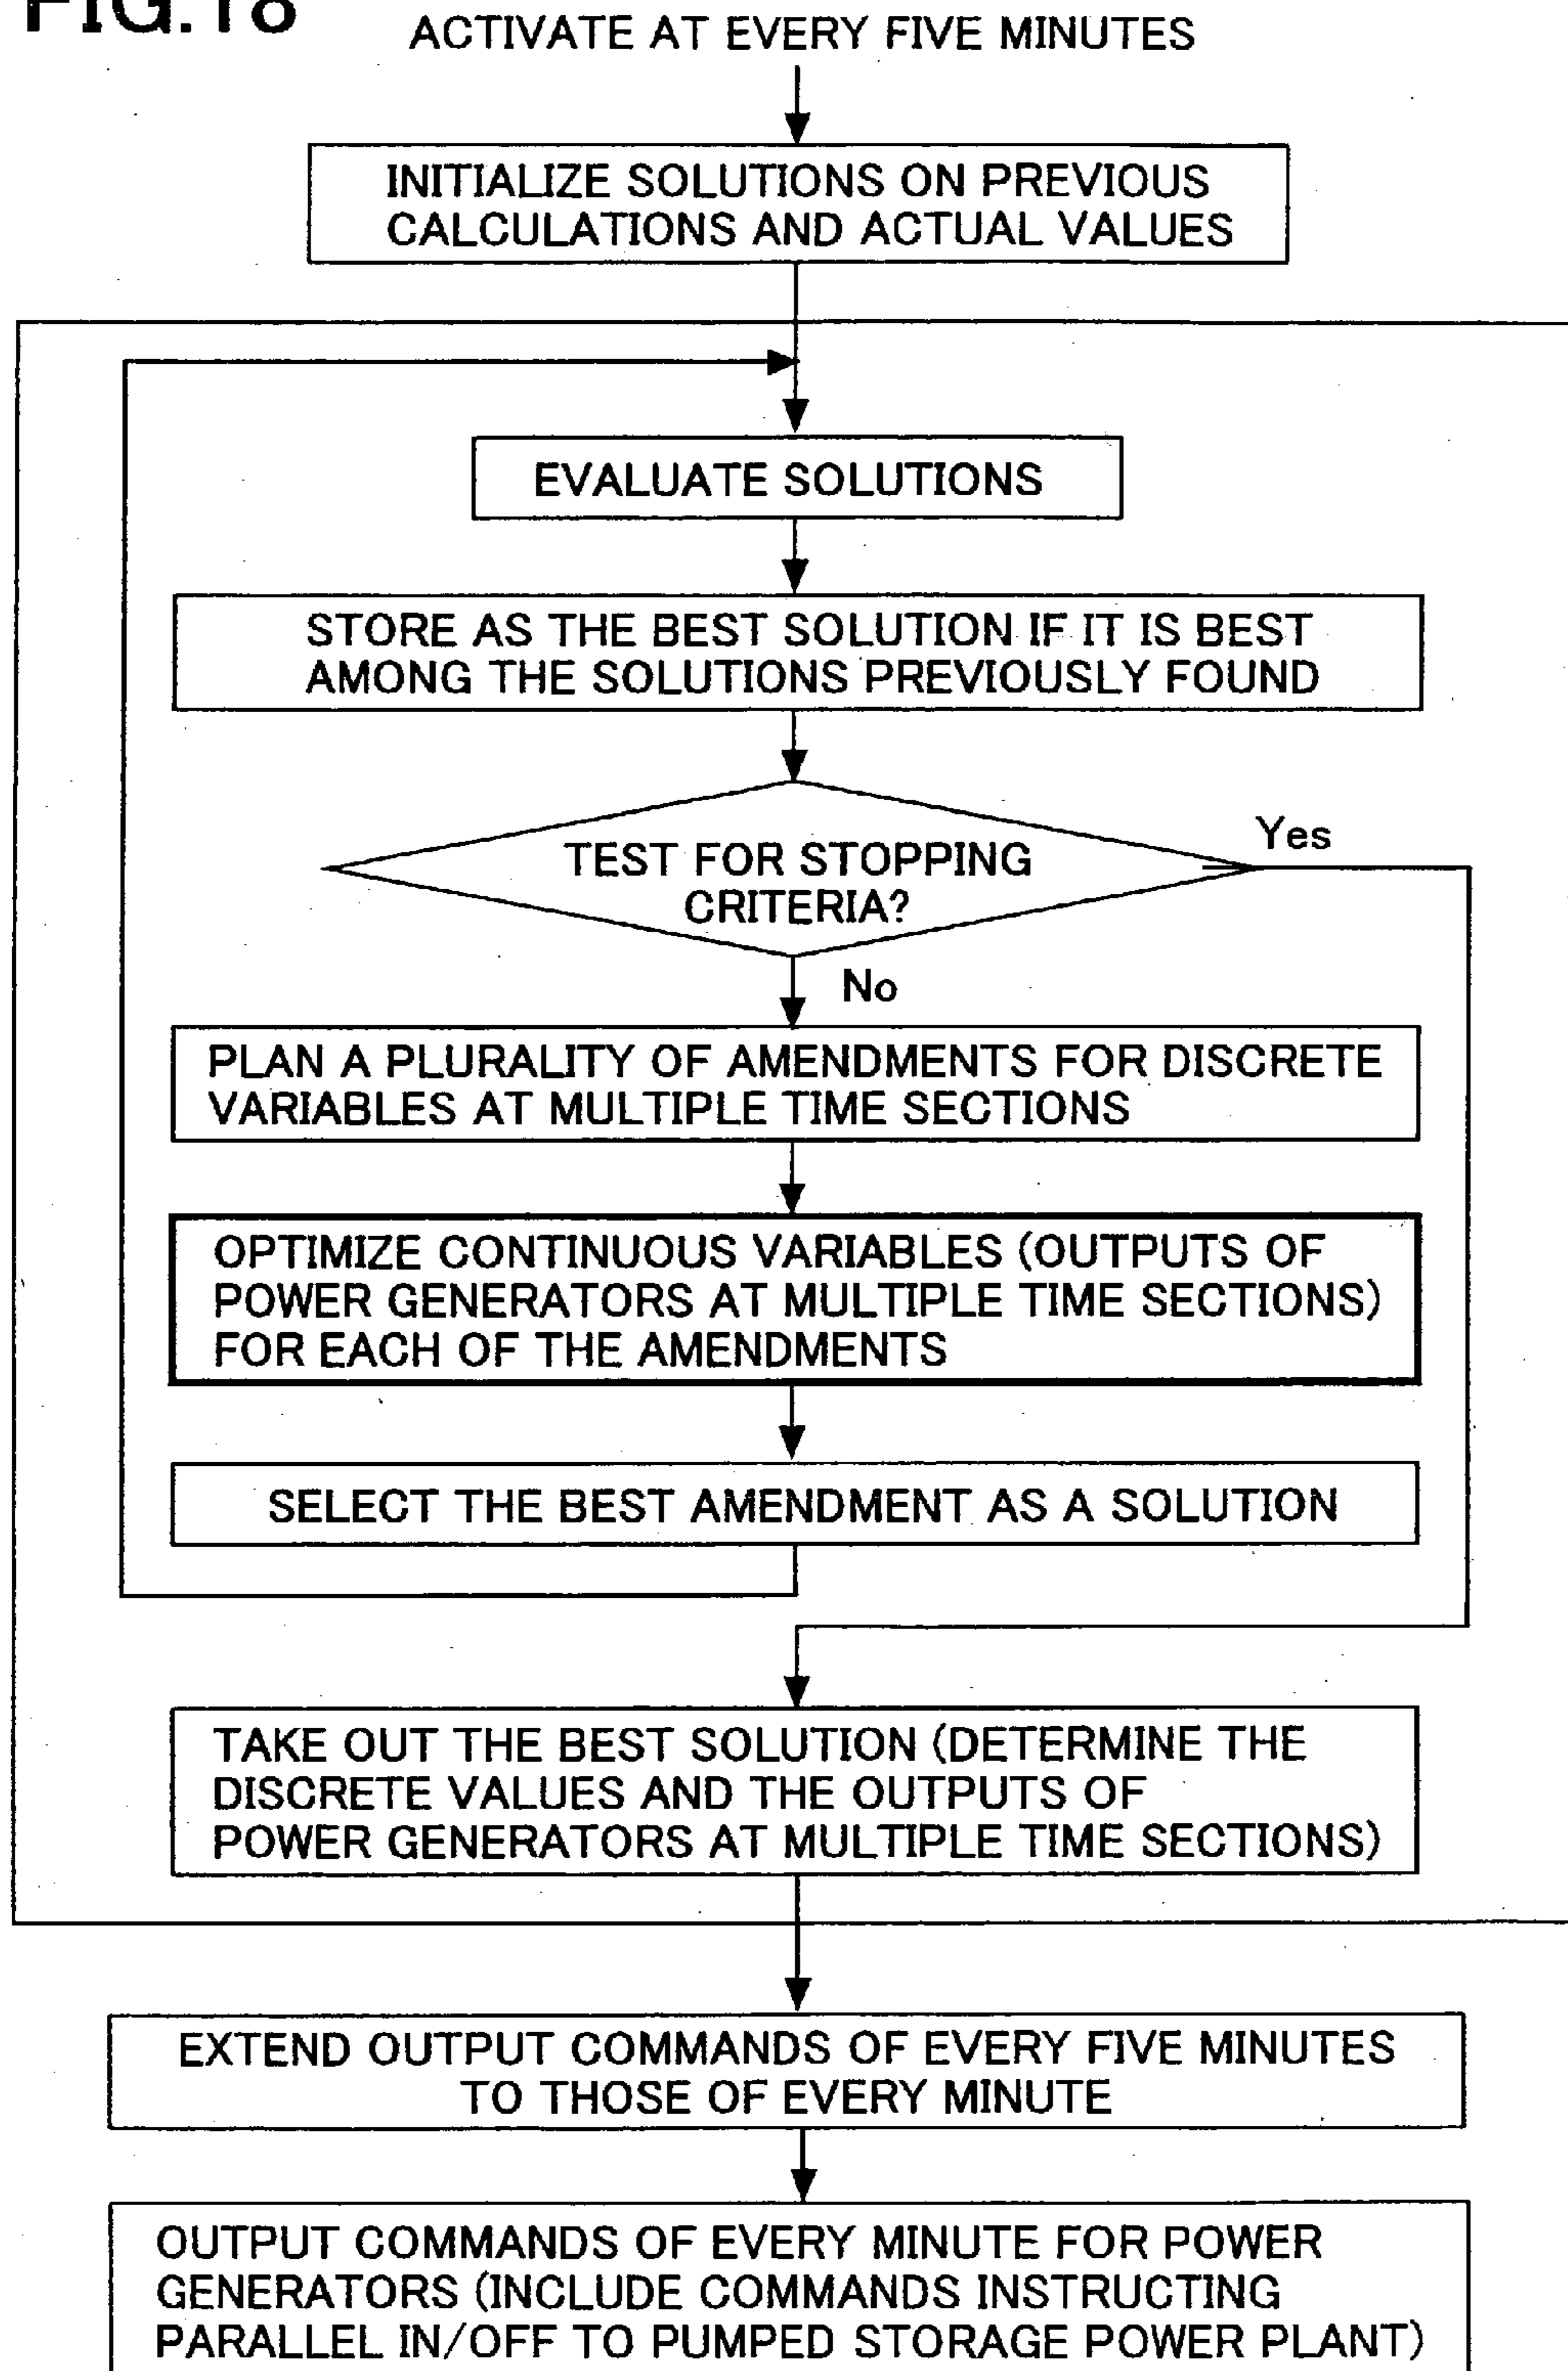 FIG.18
ACTIVATE AT EVERY FIVE MINUTES
INITIALIZE SOLUTIONS ON PREVIOUS
CALCULATIONS AND ACTUAL VALUES
EVALUATE SOLUTIONS
STORE AS THE BEST SOLUTION IF IT IS BEST
AMONG THE SOLUTIONS PREVIOUSLY FOUND
Yes
TEST FOR STOPPING
CRITERIA?
No
PLAN A PLURALITY OF AMENDMENTS FOR DISCRETE
VARIABLES AT MULTIPLE TIME SECTIONS
OPTIMIZE CONTINUOUS VARIABLES (OUTPUTS OF
POWER GENERATORS AT MULTIPLE TIME SECTIONS)
FOR EACH OF THE AMENDMENTS
SELECT THE BEST AMENDMENT AS A SOLUTION
TAKE OUT THE BEST SOLUTION (DETERMINE THE
DISCRETE VALUES AND THE OUTPUTS OF
POWER GENERATORS AT MULTIPLE TIME SECTIONS)
EXTEND OUTPUT COMMANDS OF EVERY FIVE MINUTES
TO THOSE OF EVERY MINUTE
OUTPUT COMMANDS OF EVERY MINUTE FOR POWER
GENERATORS (INCLUDE COMMANDS INSTRUCTING
PARALLEL IN/OFF TO PUMPED STORAGE POWER PLANT)